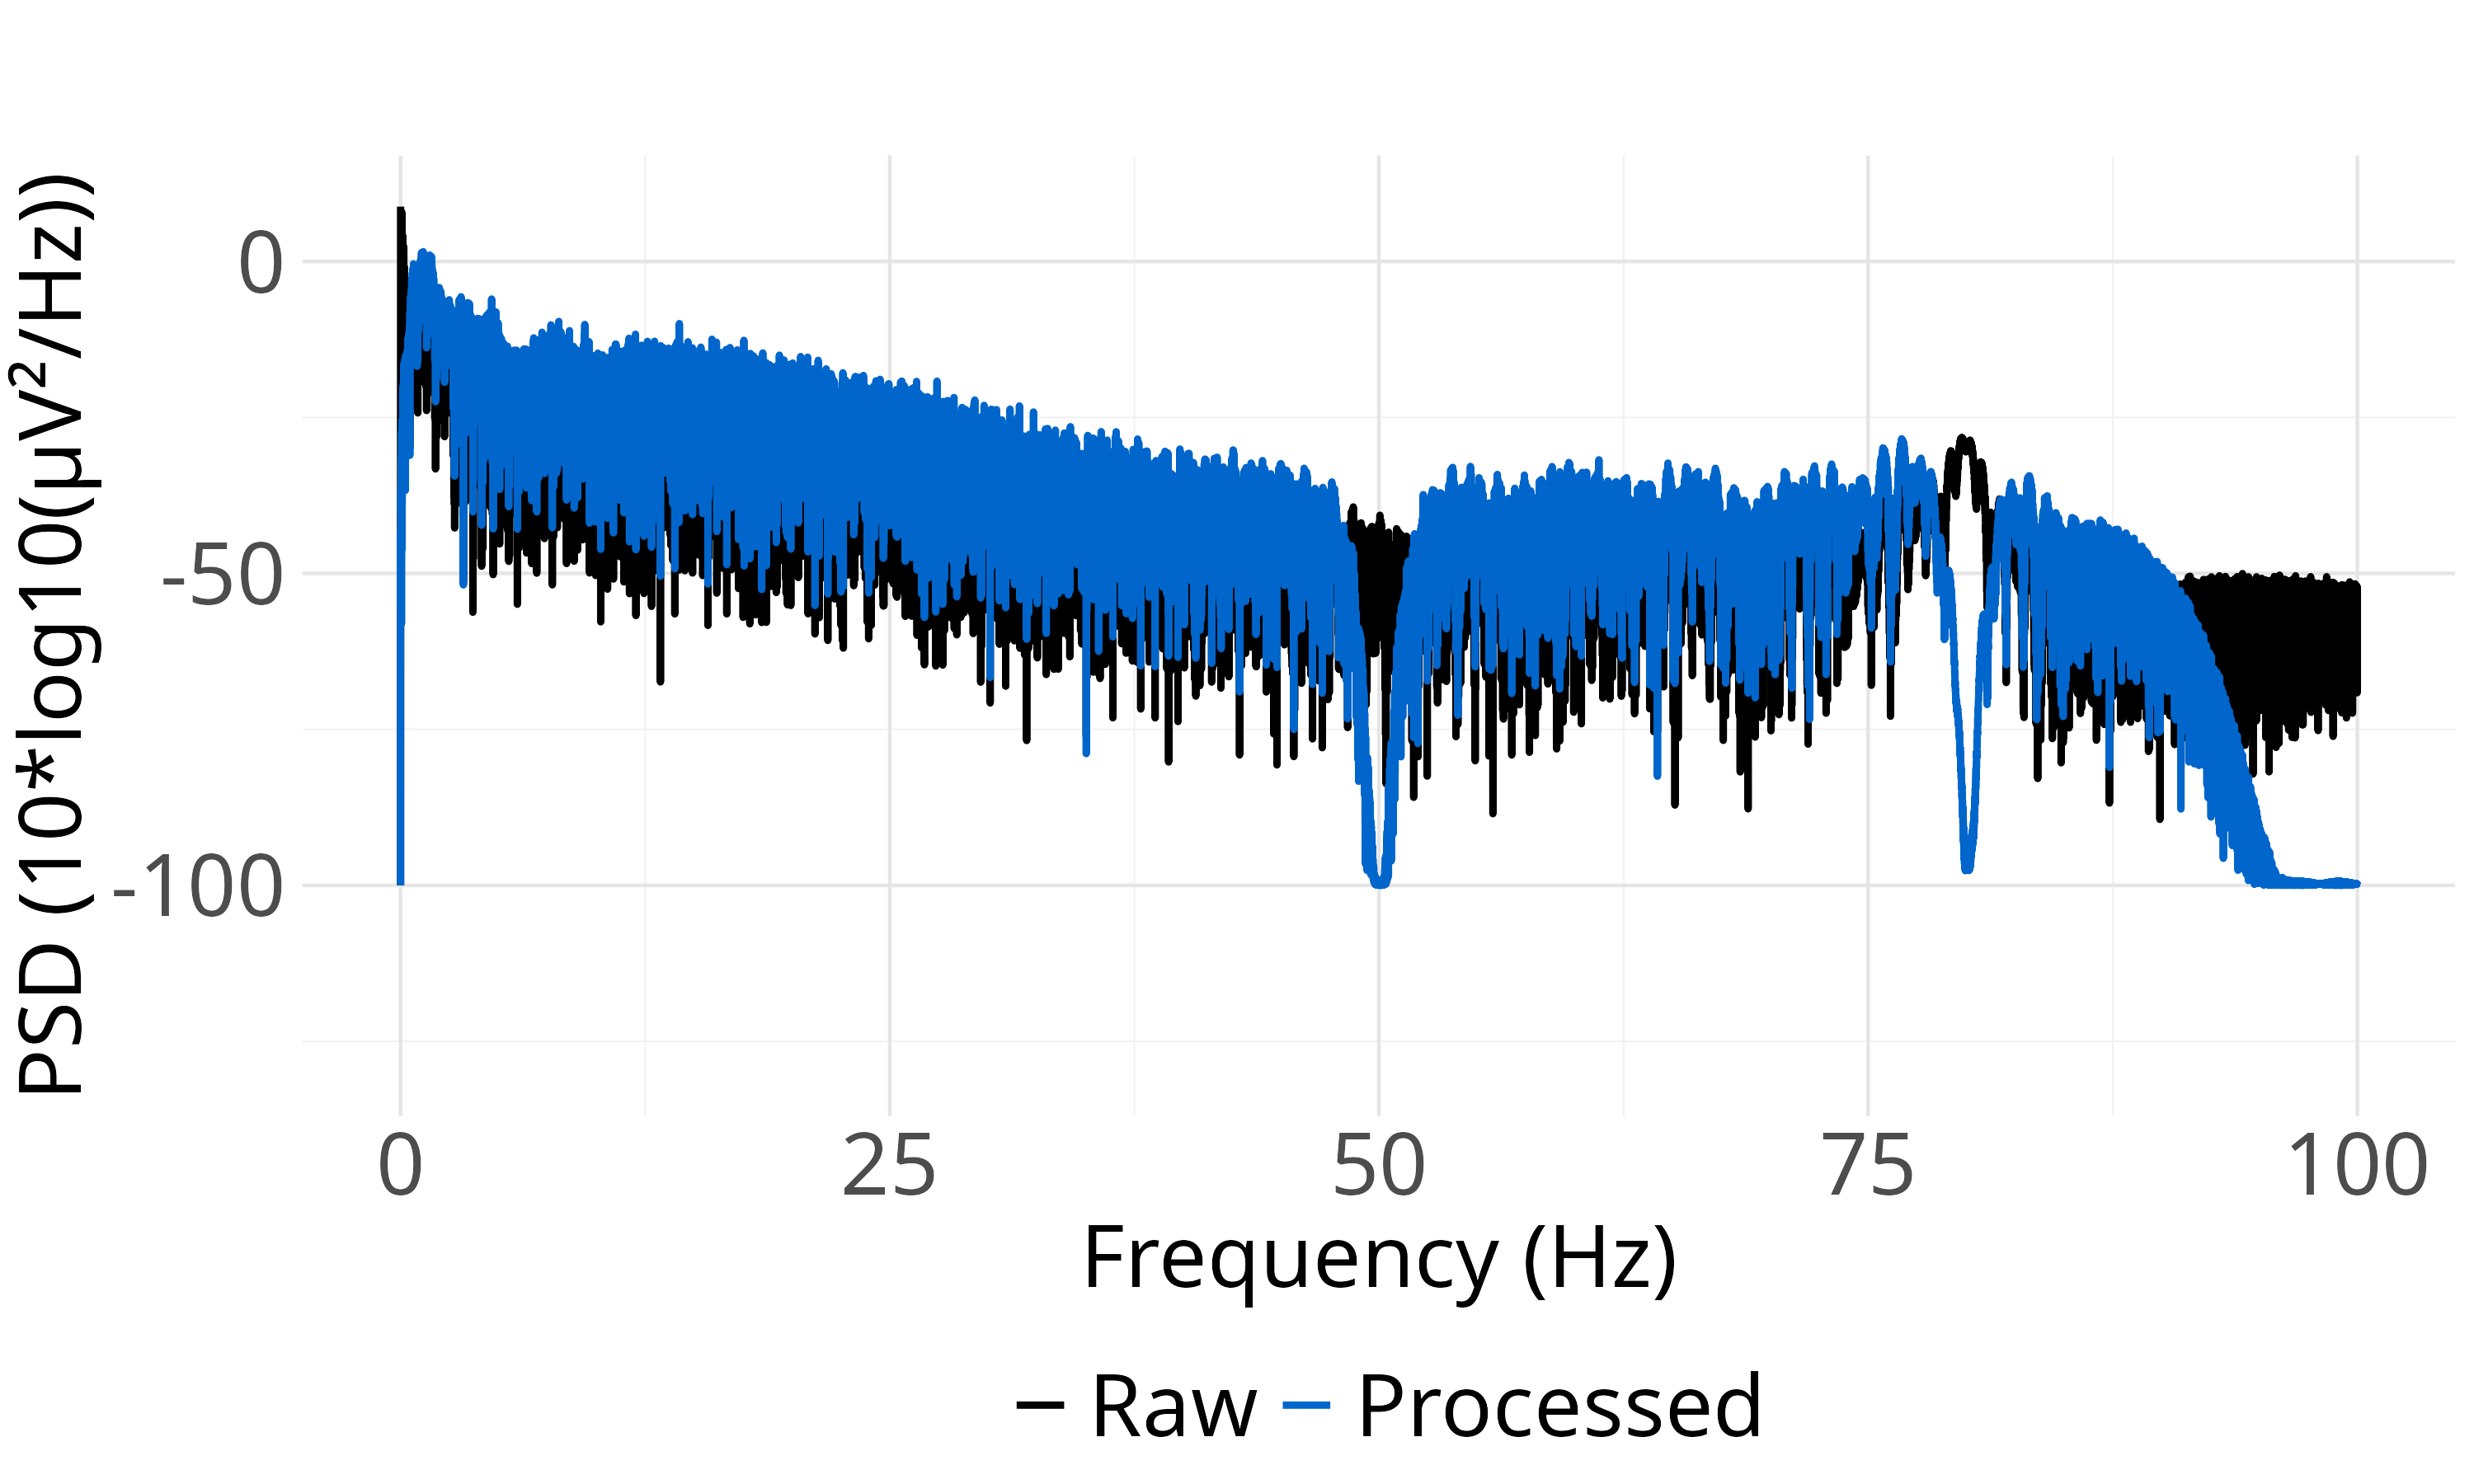 PSD (10*log10(µV²/Hz))
0
-50
-100
0 25 50 75 100
Frequency (Hz)
Raw Processed